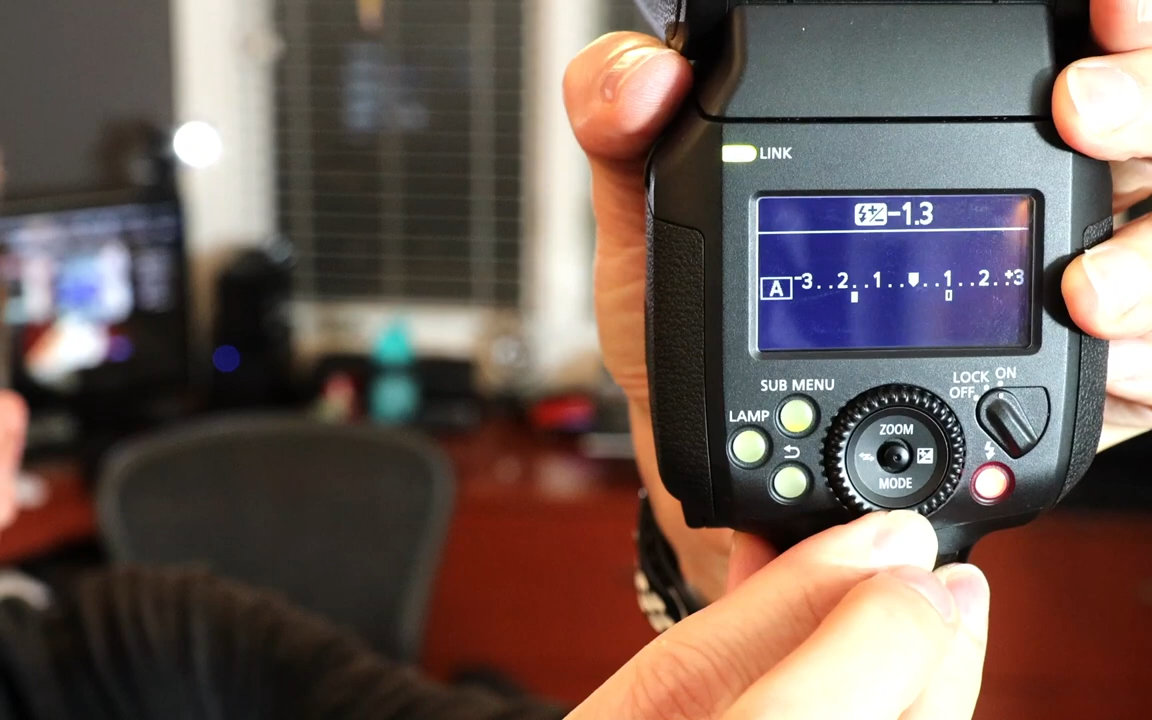 LINK
-1.3
A -3..2..1..▼..1..2..+3
SUB MENU
LAMP
ZOOM
MODE
LOCK
ON
OFF